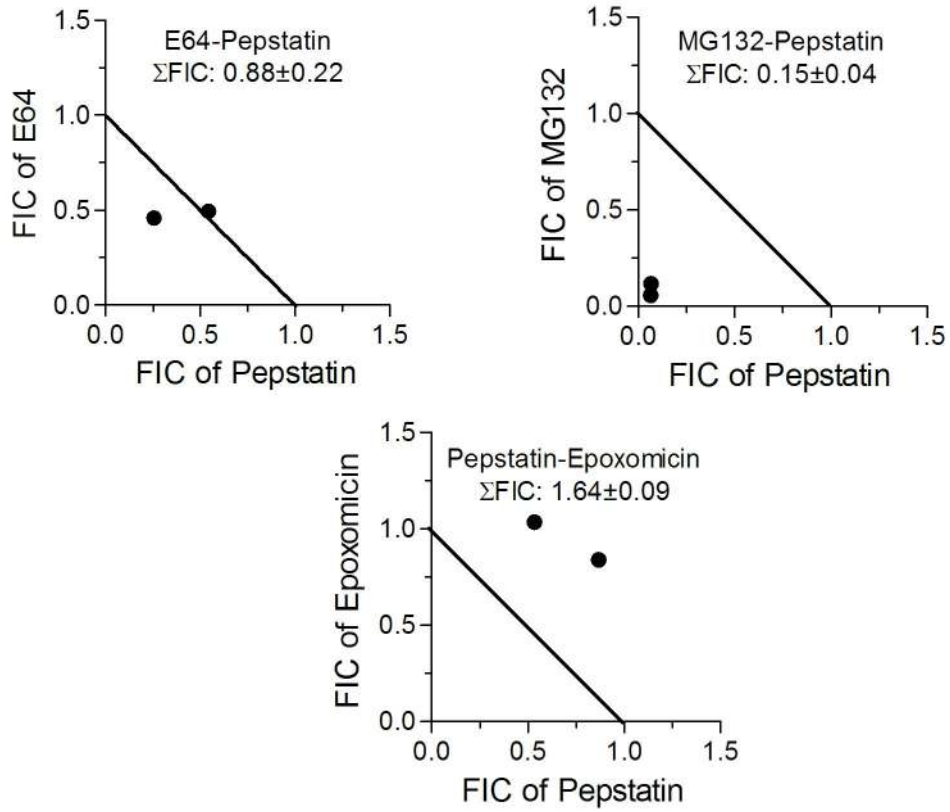 E64-Pepstatin
ΣFIC: 0.88±0.22
FIC of E64
1.5
1.0
0.5
0.0
0.0 0.5 1.0 1.5
FIC of Pepstatin
MG132-Pepstatin
ΣFIC: 0.15±0.04
FIC of MG132
1.5
1.0
0.5
0.0
0.0 0.5 1.0 1.5
FIC of Pepstatin
Pepstatin-Epoxomicin
ΣFIC: 1.64±0.09
FIC of Epoxomicin
1.5
1.0
0.5
0.0
0.0 0.5 1.0 1.5
FIC of Pepstatin